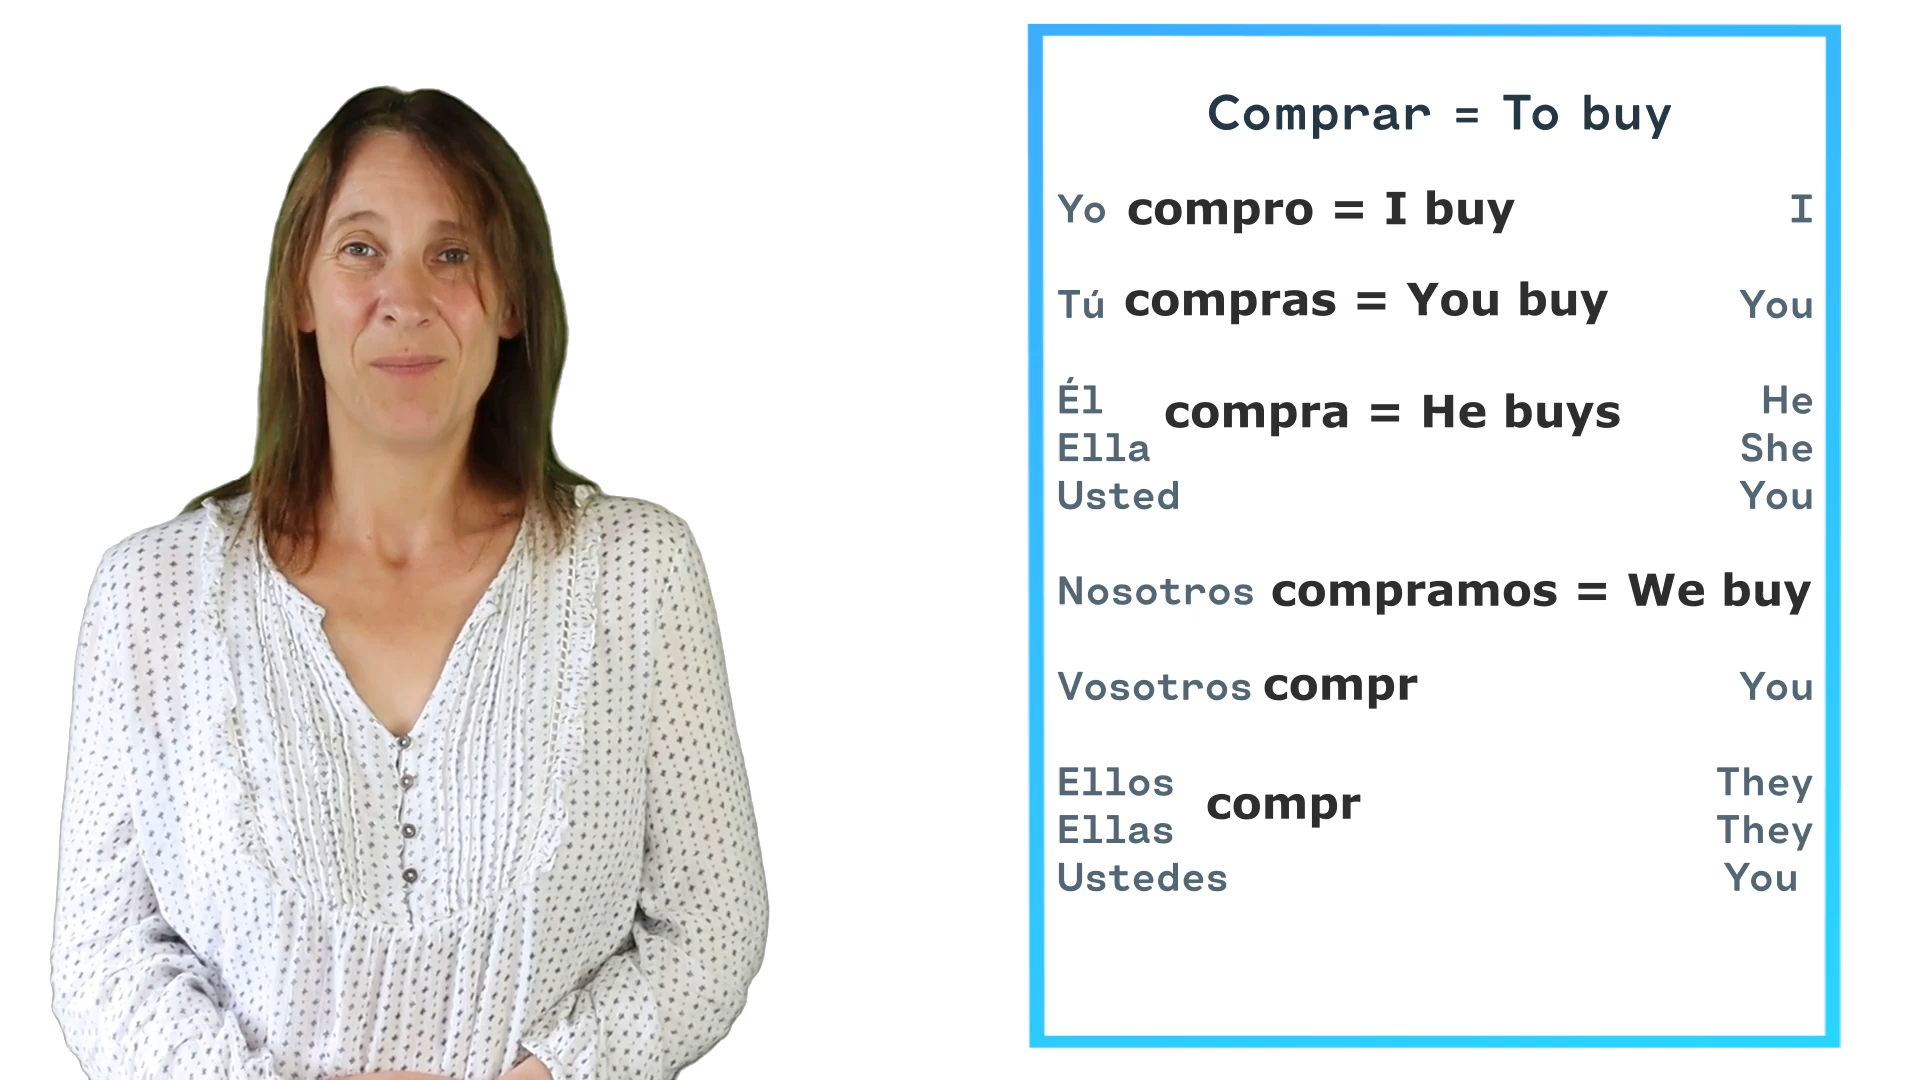 Comprar = To buy
Yo compro = I buy I
Tú compras = You buy You
Él compra = He buys He
Ella She
Usted You
Nosotros compramos = We buy
Vosotros compr You
Ellos compr They
Ellas They
Ustedes You